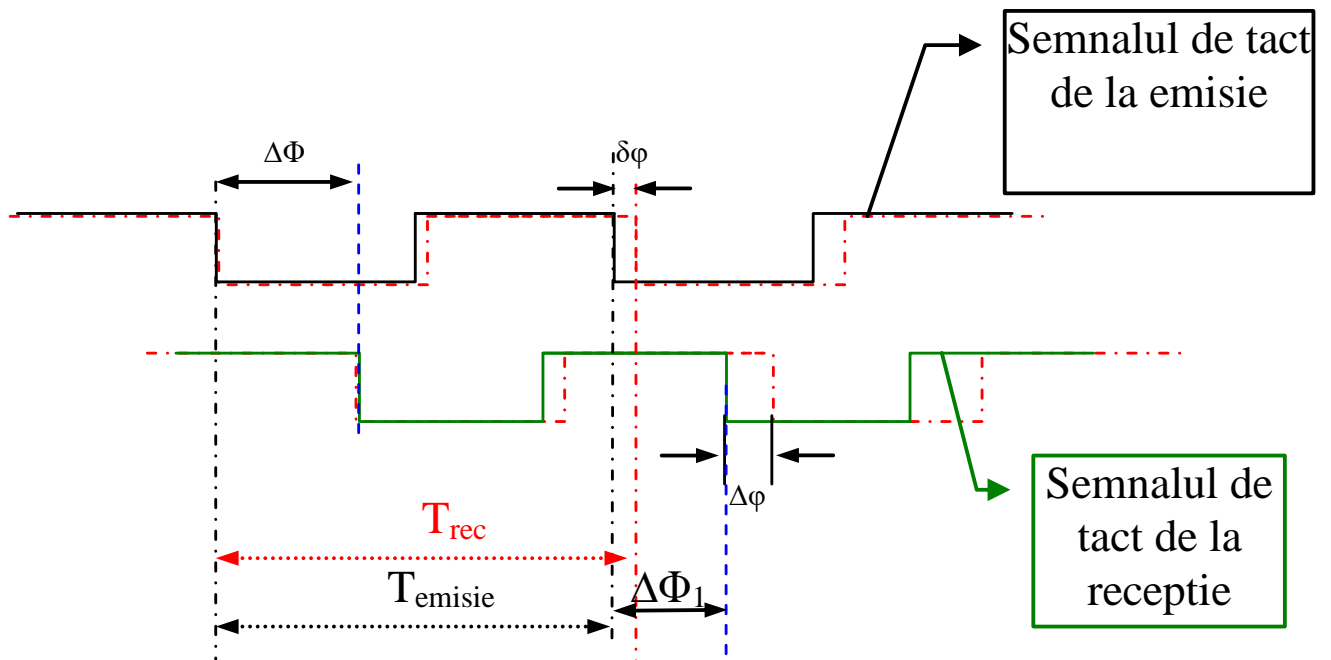 Semnalul de tact
de la emisie
ΔΦ
δφ
Δφ
Trec
Temisie
ΔΦ1
Semnalul de
tact de la
receptie